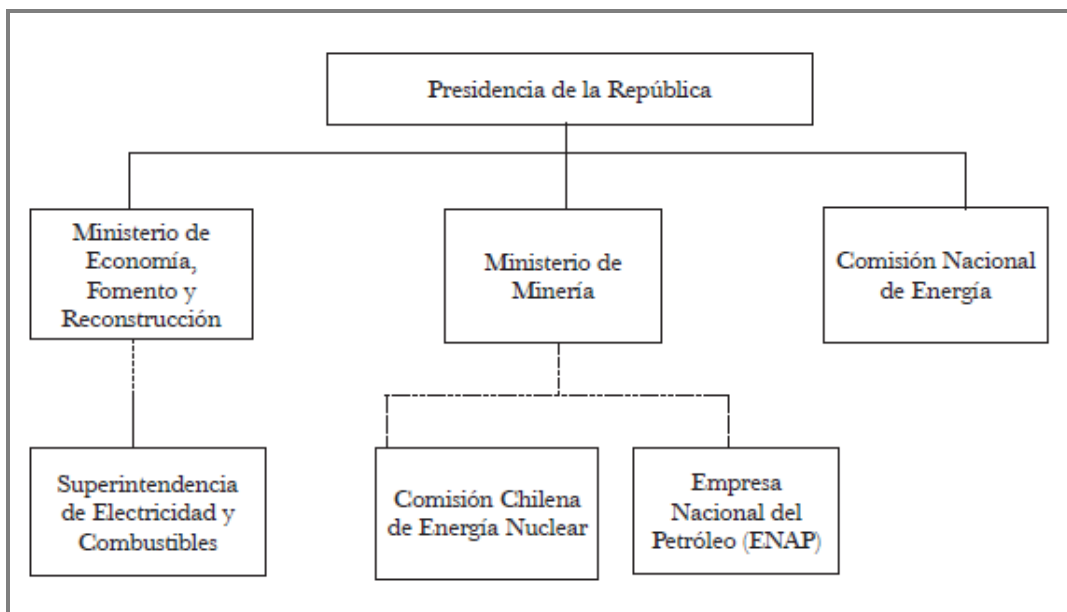 Presidencia de la República
Ministerio de
Economía,
Fomento y
Reconstrucción
Ministerio de
Minería
Comisión Nacional
de Energía
Superintendencia
de Electricidad y
Combustibles
Comisión Chilena
de Energía Nuclear
Empresa
Nacional del
Petróleo (ENAP)